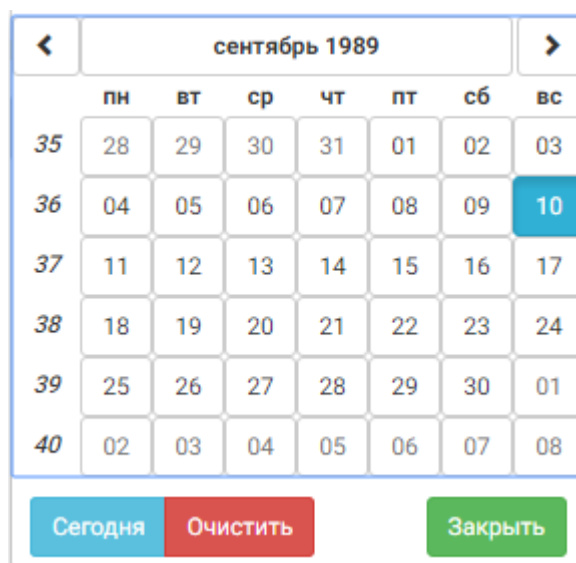 сентябрь 1989
пн вт ср чт пт сб вс
35 28 29 30 31 01 02 03
36 04 05 06 07 08 09 10
37 11 12 13 14 15 16 17
38 18 19 20 21 22 23 24
39 25 26 27 28 29 30 01
40 02 03 04 05 06 07 08
Сегодня Очистить Закрыть